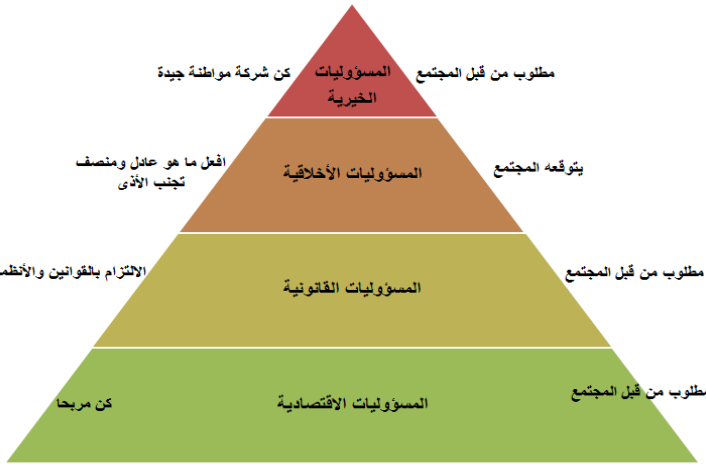 مطلوب من قبل المجتمع
المسؤوليات
الخيرية
كن شركة مواطنة جيدة
يتوقعه المجتمع
المسؤوليات الأخلاقية
افعل ما هو عادل ومنصف
تجنب الأذى
مطلوب من قبل المجتمع
المسؤوليات القانونية
الالتزام بالقوانين والأنظم
مطلوب من قبل المجتمع
المسؤوليات الاقتصادية
كن مربحا